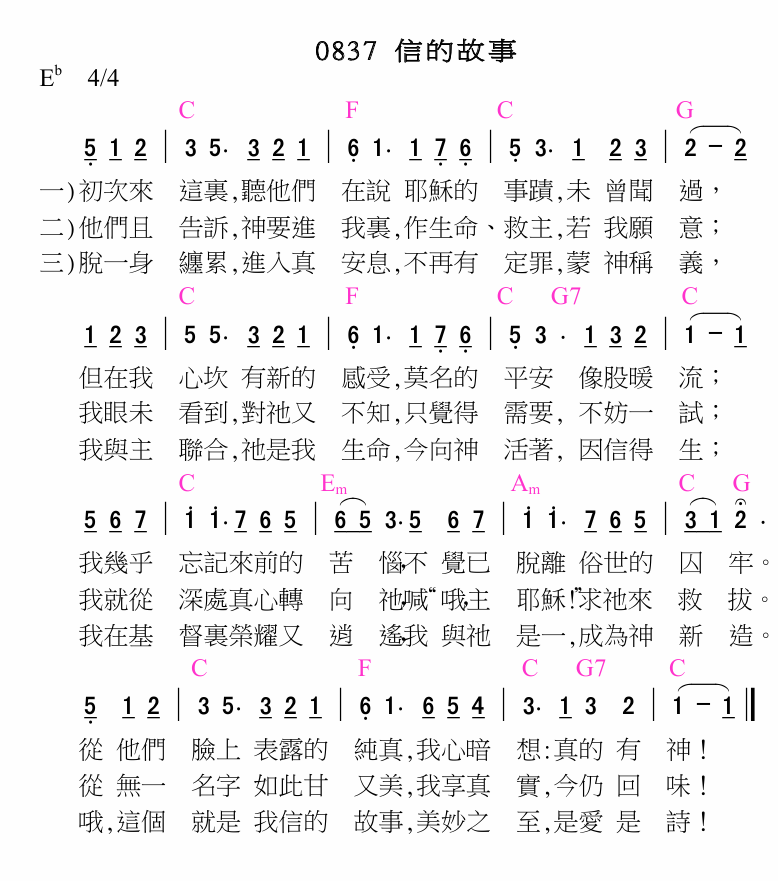 0837 信的故事
E♭ 4/4
C F C G
5 1 2 | 3 5. 3 2 1 | 6 1. 1 7 6 | 5 3. 1 2 3 | 2 - 2
一)初次來 這裏,聽他們 在說 耶穌的 事蹟,未 曾聞 過,
二)他們且 告訴,神要進 我裏,作生命、救主,若 我願 意;
三)脫一身 纏累,進入真 安息,不再有 定罪,蒙 神稱 義,
C F C G7 C
1 2 3 | 5 5. 3 2 1 | 6 1. 1 7 6 | 5 3 . 1 3 2 | 1 - 1
但在我 心坎 有新的 感受,莫名的 平安 像股暖 流;
我眼未 看到,對祂又 不知,只覺得 需要, 不妨一 試;
我與主 聯合,祂是我 生命,今向神 活著, 因信得 生;
C Em Am C G
5 6 7 | 1 1. 7 6 5 | 6 5 3. 5 6 7 | 1 1. 7 6 5 | 3 1 2 .
我幾乎 忘記來前的 苦 惱,不 覺已 脫離 俗世的 囚 牢。
我就從 深處真心轉 向 祂,喊“哦,主 耶穌!”求祂來 救 拔。
我在基 督裏榮耀又 逍 遙,我 與祂 是一,成為神 新 造。
C F C G7 C
5 1 2 | 3 5. 3 2 1 | 6 1. 6 5 4 | 3. 1 3 2 | 1 - 1
從 他們 臉上 表露的 純真,我心暗 想:真的 有 神!
從 無一 名字 如此甘 又美,我享真 實,今仍 回 味!
哦,這個 就是 我信的 故事,美妙之 至,是愛 是 詩!